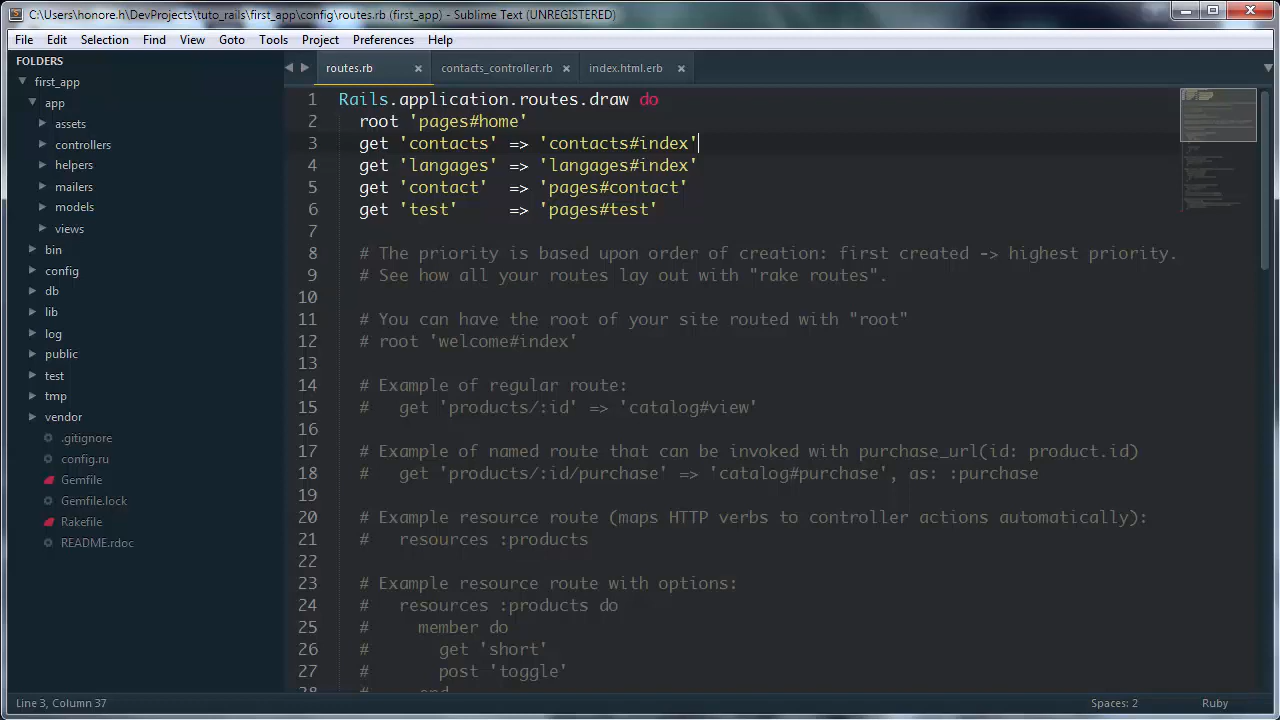 C:\Users\honore.h\DevProjects\tuto_rails\first_app\config\routes.rb (first_app) - Sublime Text (UNREGISTERED)
File Edit Selection Find View Goto Tools Project Preferences Help
FOLDERS
first_app
app
assets
controllers
helpers
mailers
models
views
bin
config
db
lib
log
public
test
tmp
vendor
.gitignore
config.ru
Gemfile
Gemfile.lock
Rakefile
README.rdoc
routes.rb × contacts_controller.rb × index.html.erb ×
1 Rails.application.routes.draw do
2   root 'pages#home'
3   get 'contacts'  => 'contacts#index'
4   get 'langages'  => 'langages#index'
5   get 'contact'  => 'pages#contact'
6   get 'test'     => 'pages#test'
7
8   # The priority is based upon order of creation: first created -> highest priority.
9   # See how all your routes lay out with "rake routes".
10
11   # You can have the root of your site routed with "root"
12   # root 'welcome#index'
13
14   # Example of regular route:
15   #   get 'products/:id' => 'catalog#view'
16
17   # Example of named route that can be invoked with purchase_url(id: product.id)
18   #   get 'products/:id/purchase' => 'catalog#purchase', as: :purchase
19
20   # Example resource route (maps HTTP verbs to controller actions automatically):
21   #   resources :products
22
23   # Example resource route with options:
24   #   resources :products do
25   #     member do
26   #       get 'short'
27   #       post 'toggle'
28   #     end
Line 3, Column 37
Spaces: 2 Ruby